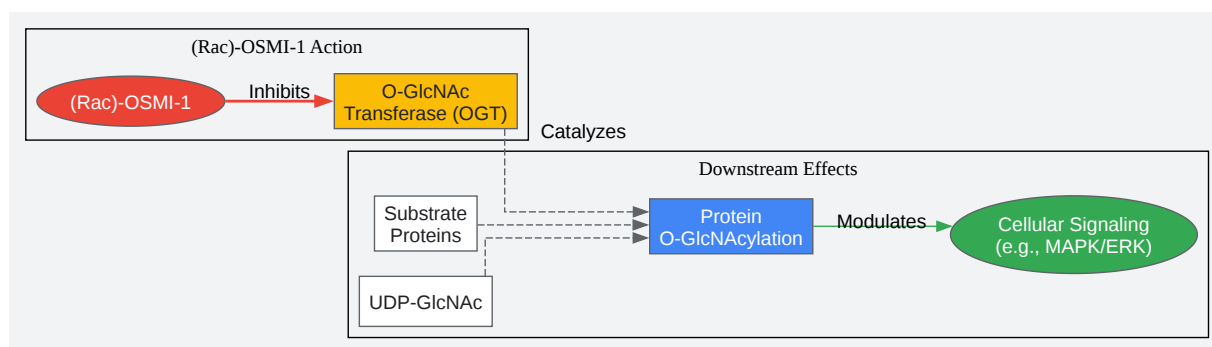 (Rac)-OSMI-1 Action
(Rac)-OSMI-1
Inhibits
O-GlcNAc
Transferase (OGT)
Catalyzes
Downstream Effects
Substrate
Proteins
UDP-GlcNAc
Protein
O-GlcNAcylation
Modulates
Cellular Signaling
(e.g., MAPK/ERK)